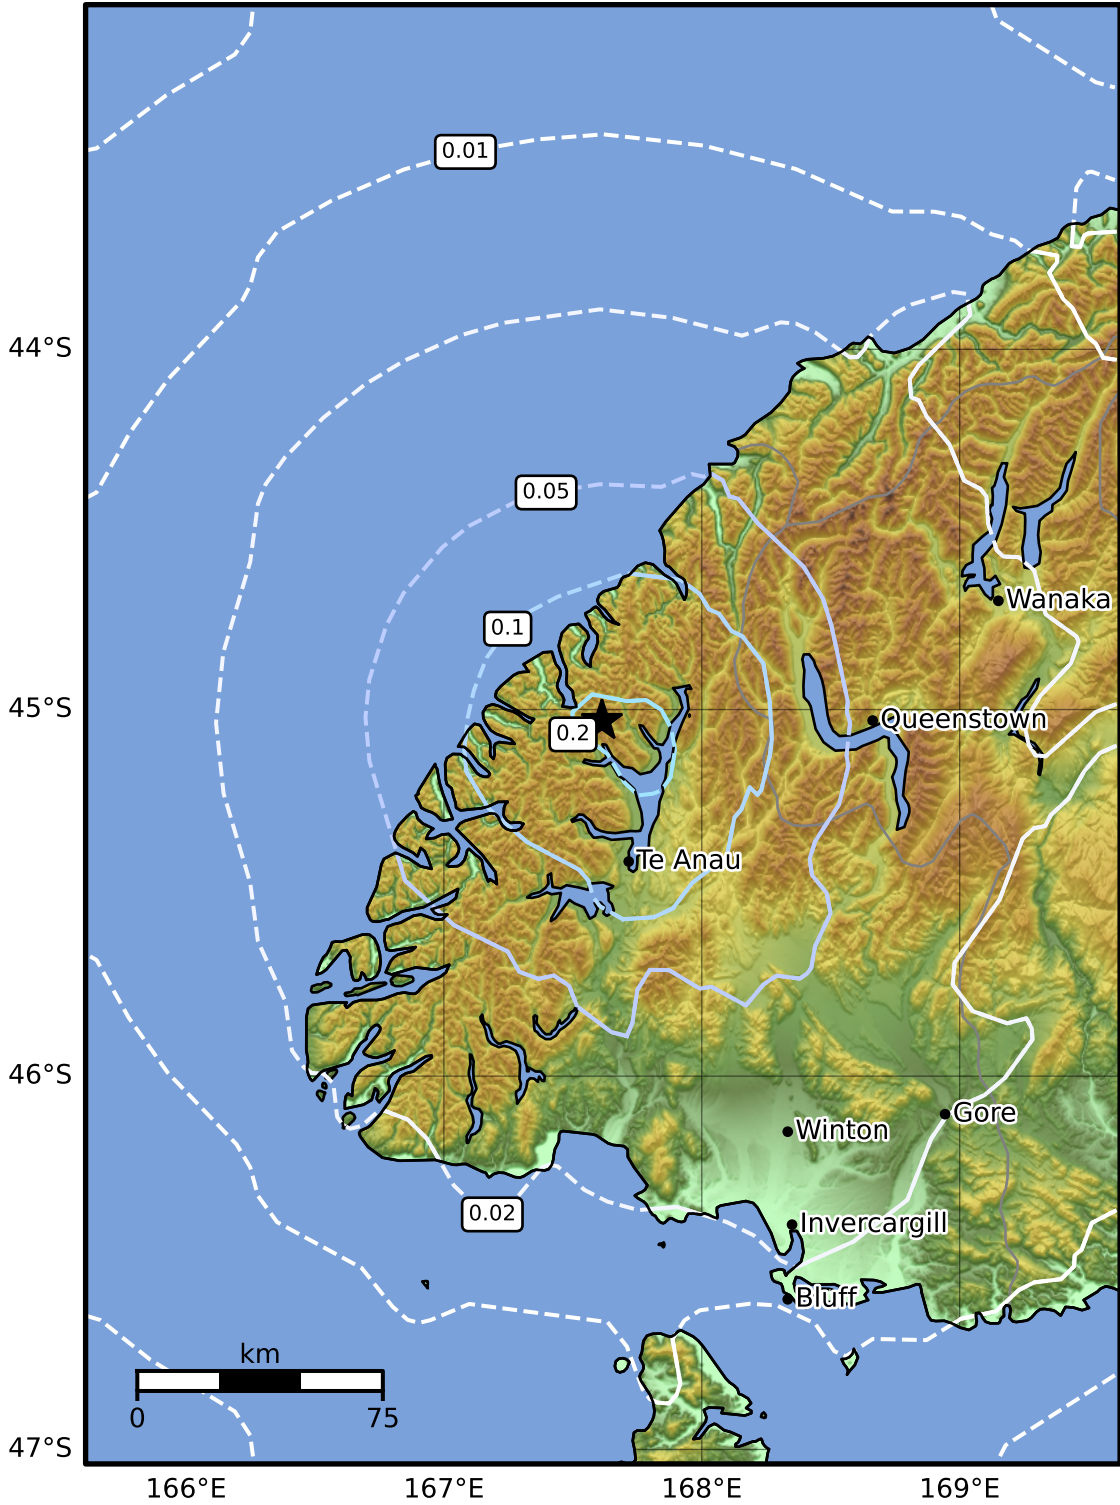 0.01
44°S
0.05
Wanaka
0.1
45°S
Queenstown
0.2
Te Anau
46°S
Gore
Winton
0.02
Invercargill
Bluff
km
0 75
47°S
166°E 167°E 168°E 169°E